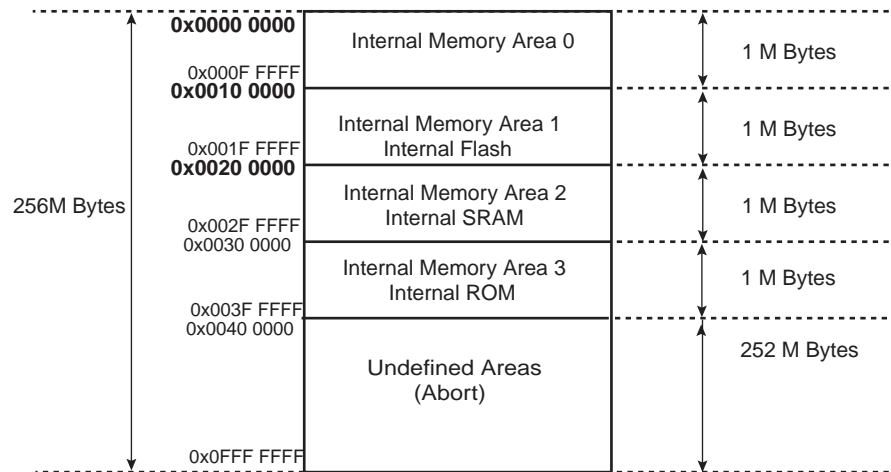 0x0000 0000
Internal Memory Area 0
1 M Bytes
0x000F FFFF
0x0010 0000
Internal Memory Area 1
Internal Flash
1 M Bytes
0x001F FFFF
0x0020 0000
256M Bytes
Internal Memory Area 2
Internal SRAM
1 M Bytes
0x002F FFFF
0x0030 0000
Internal Memory Area 3
Internal ROM
1 M Bytes
0x003F FFFF
0x0040 0000
252 M Bytes
Undefined Areas
(Abort)
0x0FFF FFFF